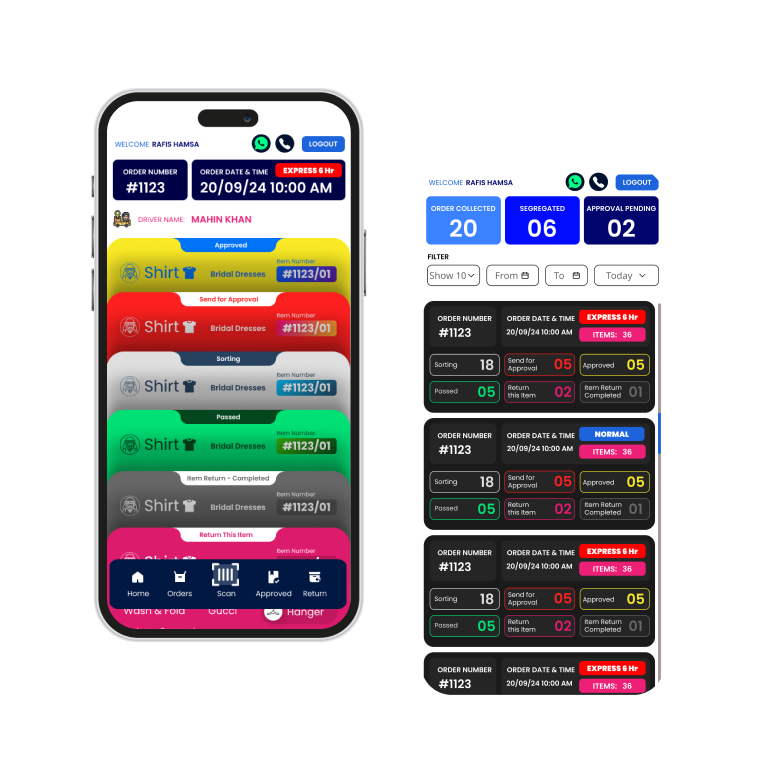 WELCOME RAFIS HAMSA
LOGOUT
ORDER NUMBER
#1123
ORDER DATE & TIME
EXPRESS 6 Hr
20/09/24 10:00 AM
DRIVER NAME: MAHIN KHAN
Approved
Shirt
Bridal Dresses
Item Number
#1123/01
Send for Approval
Shirt
Bridal Dresses
Item Number
#1123/01
Sorting
Shirt
Bridal Dresses
Item Number
#1123/01
Passed
Shirt
Bridal Dresses
Item Number
#1123/01
Item Return - Completed
Shirt
Bridal Dresses
Item Number
#1123/01
Return This Item
Shirt
Item Number
Home
Orders
Scan
Approved
Return
Wash & Fold
Gucci
Hanger
WELCOME RAFIS HAMSA
LOGOUT
ORDER COLLECTED
20
SEGREGATED
06
APPROVAL PENDING
02
FILTER
Show 10
From
To
Today
ORDER NUMBER
#1123
ORDER DATE & TIME
20/09/24 10:00 AM
EXPRESS 6 Hr
ITEMS: 36
Sorting 18
Send for
Approval 05
Approved 05
Passed 05
Return
this item 02
Item Return
Completed 01
ORDER NUMBER
#1123
ORDER DATE & TIME
20/09/24 10:00 AM
NORMAL
ITEMS: 36
Sorting 18
Send for
Approval 05
Approved 05
Passed 05
Return
this item 02
Item Return
Completed 01
ORDER NUMBER
#1123
ORDER DATE & TIME
20/09/24 10:00 AM
EXPRESS 6 Hr
ITEMS: 36
Sorting 18
Send for
Approval 05
Approved 05
Passed 05
Return
this item 02
Item Return
Completed 01
ORDER NUMBER
#1123
ORDER DATE & TIME
20/09/24 10:00 AM
EXPRESS 6 Hr
ITEMS: 36